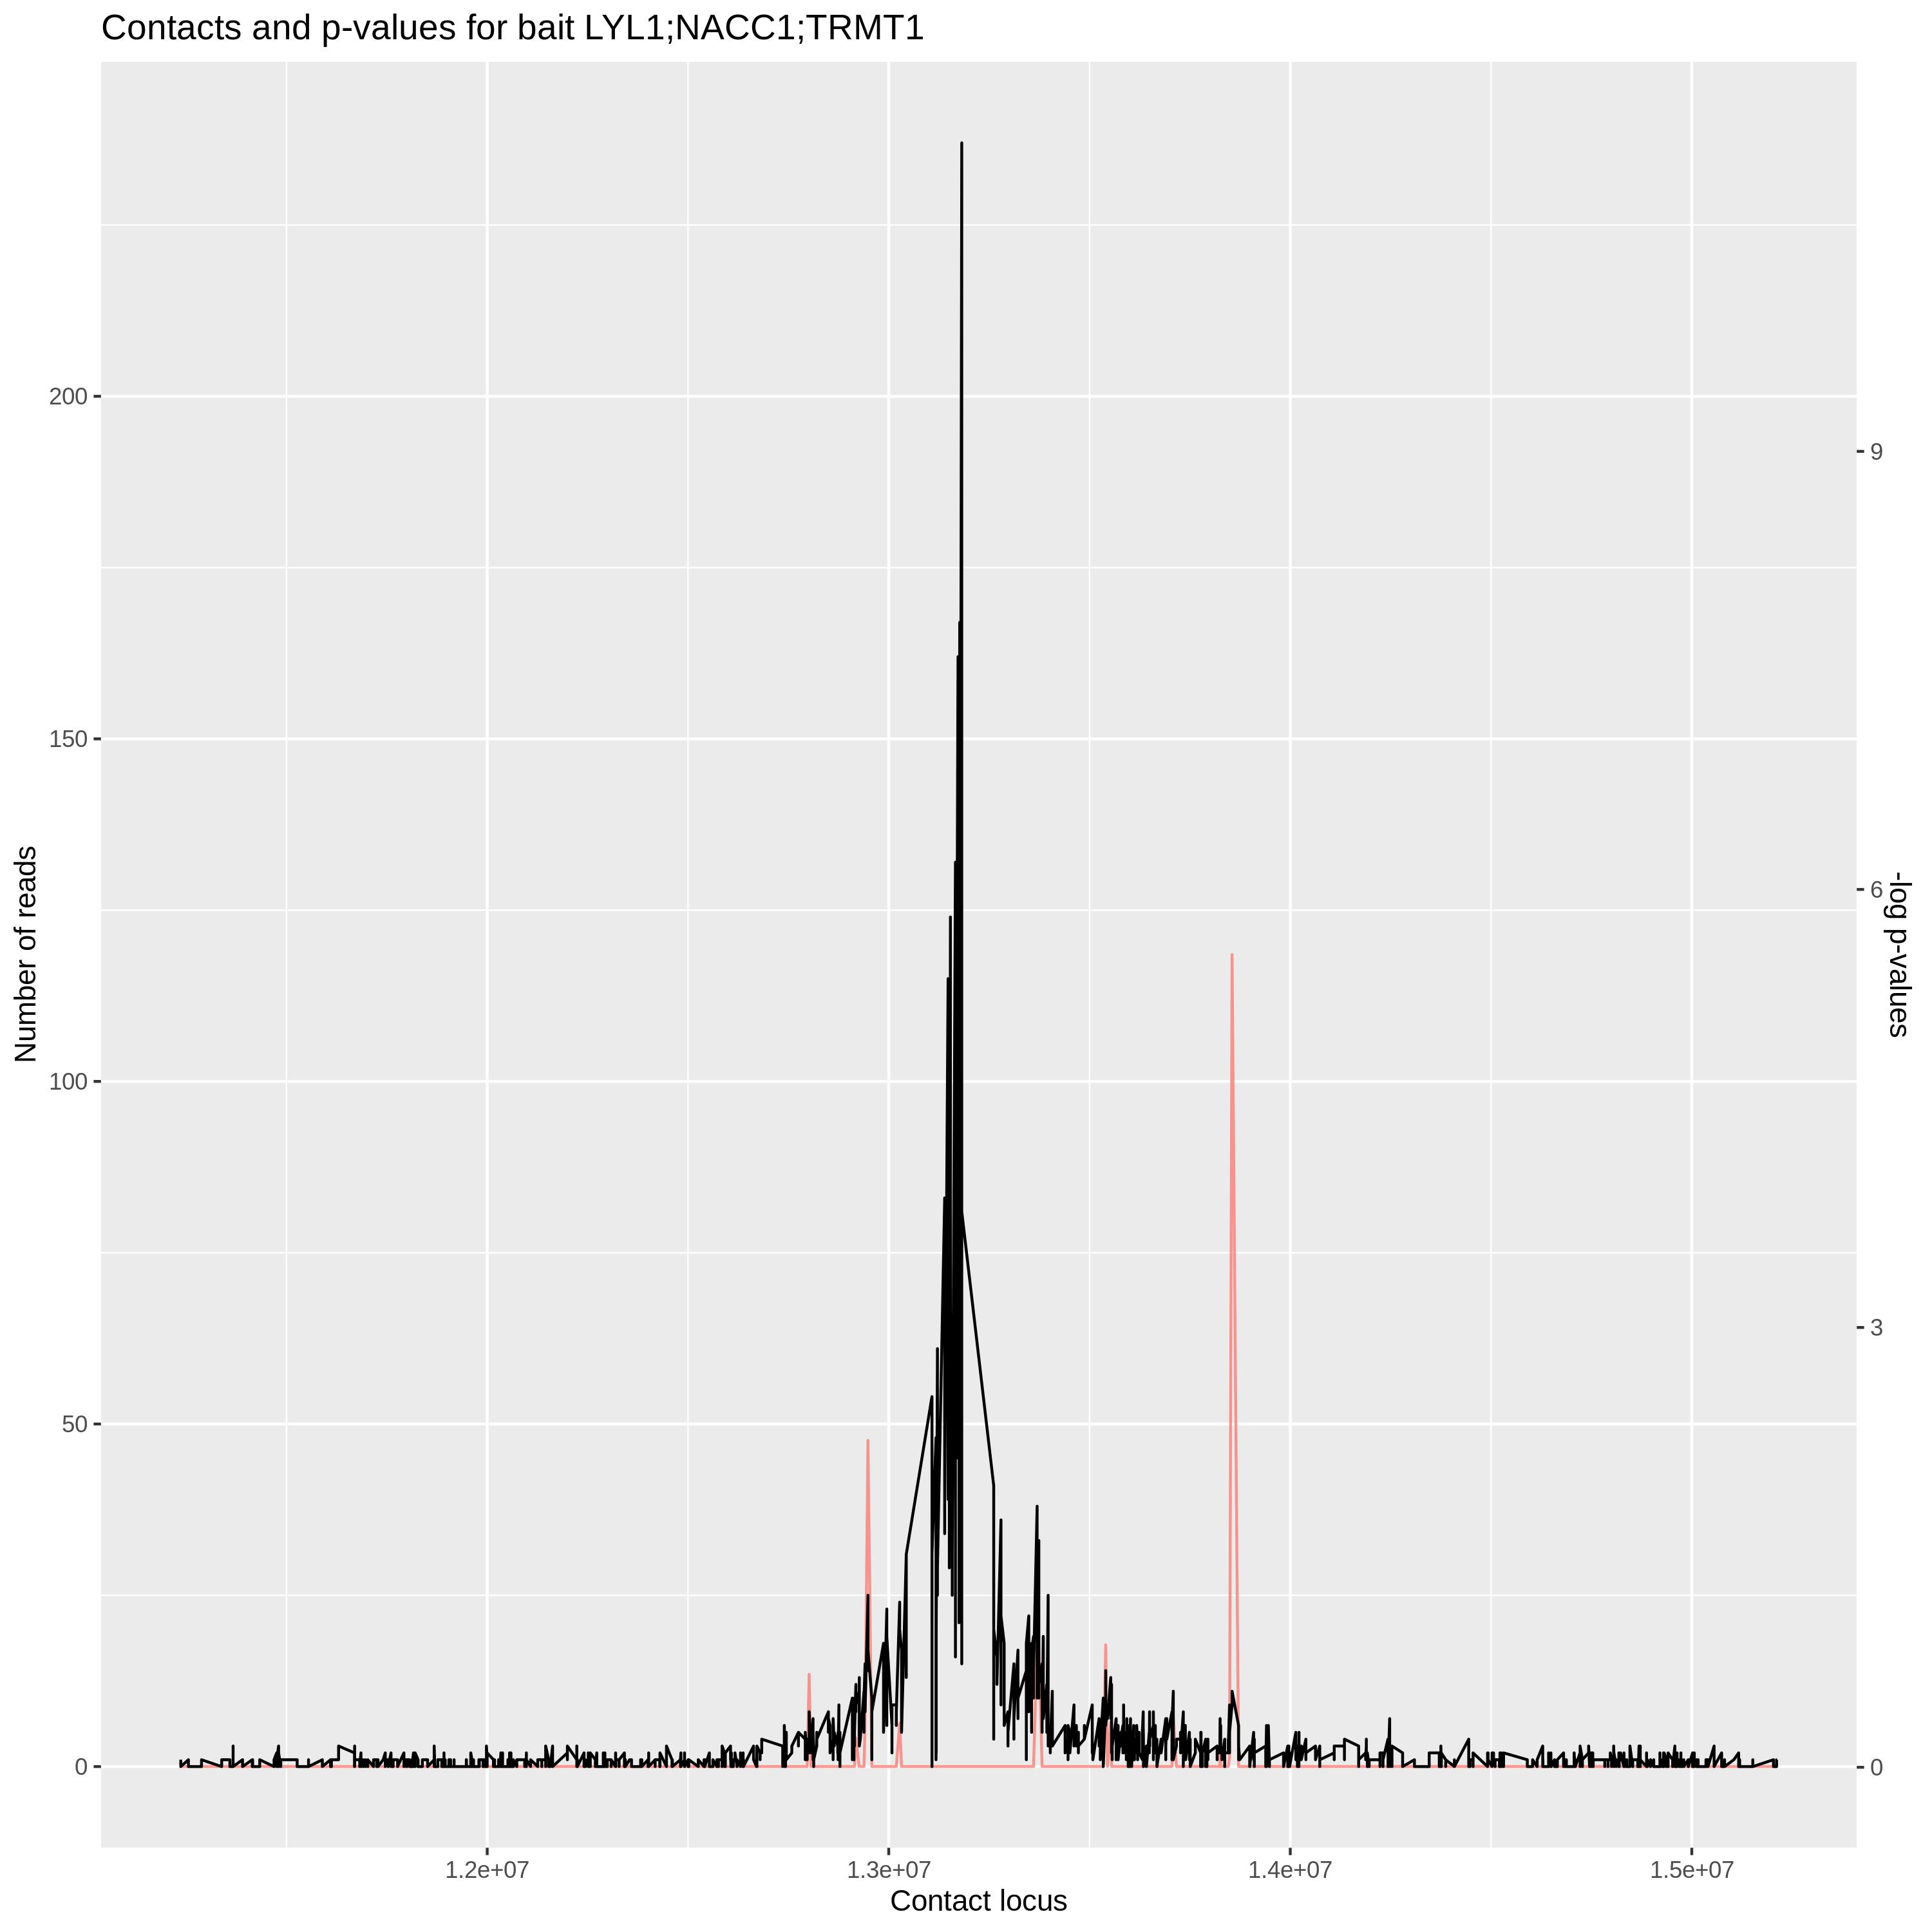 Contacts and p-values for bait LYL1;NACC1;TRMT1
200
150
100
50
0
Number of reads
9
6
3
0
-log p-values
1.2e+07
1.3e+07
1.4e+07
1.5e+07
Contact locus